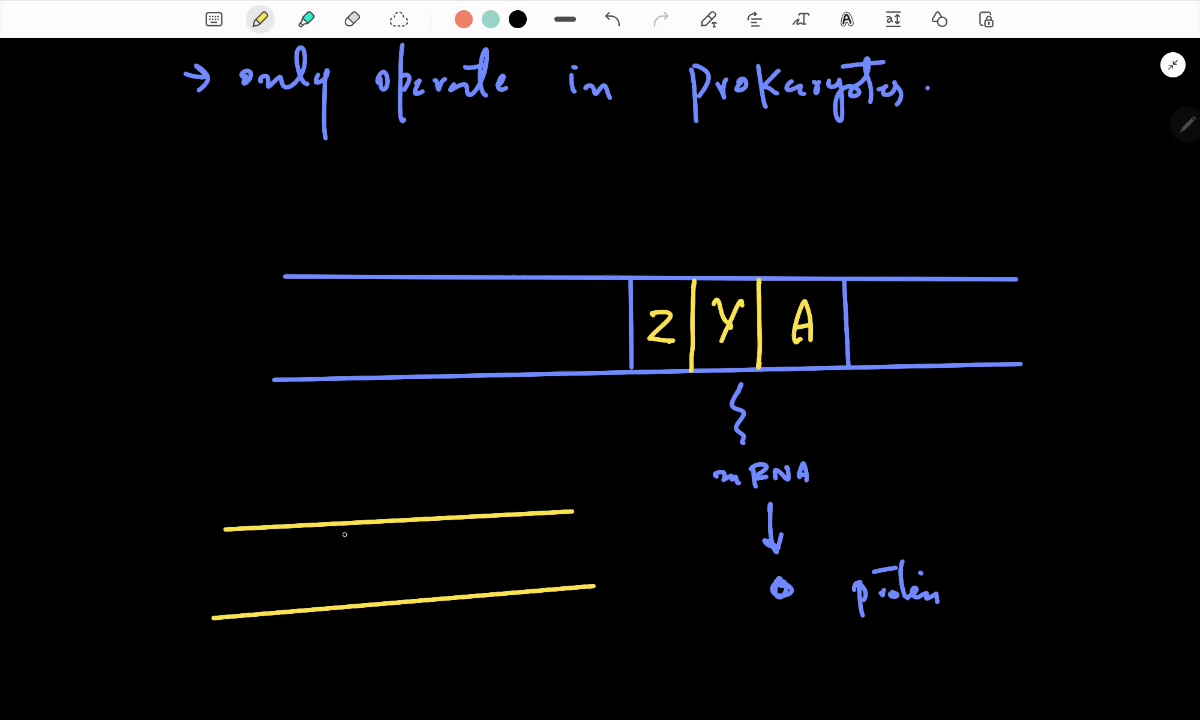 → only operate in prokaryotes.
Z Y A
mRNA
protein